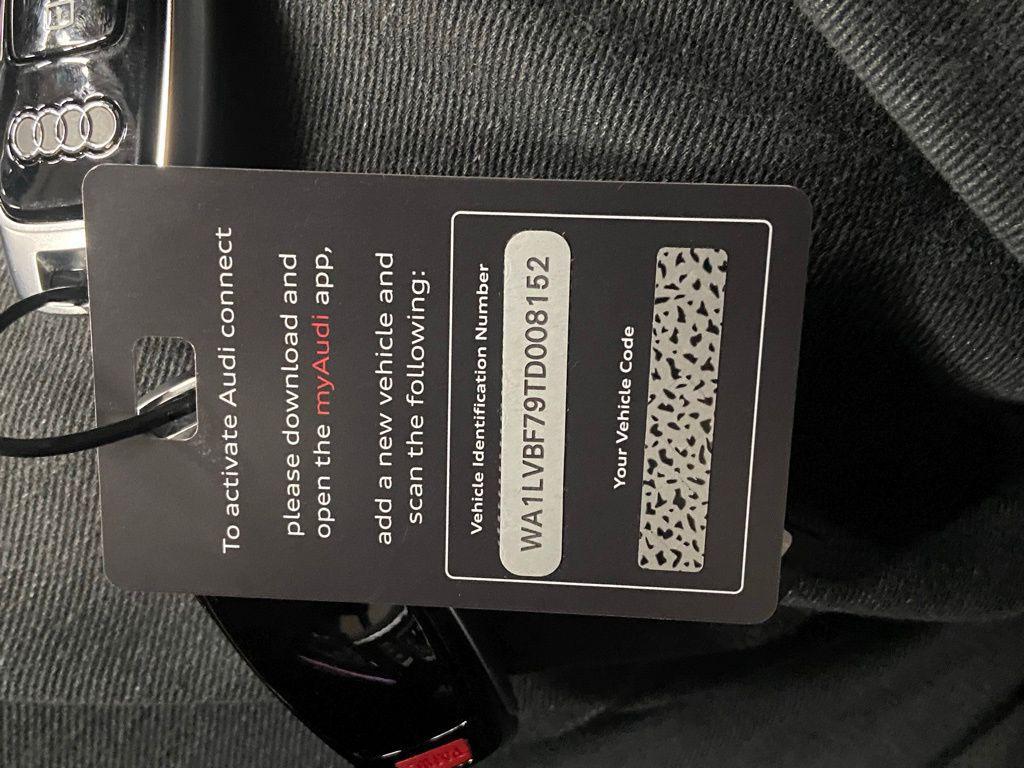 To activate Audi connect
please download and
open the myAudi app,
add a new vehicle and
scan the following:
Vehicle Identification Number
WA1LVBF79TD008152
Your Vehicle Code